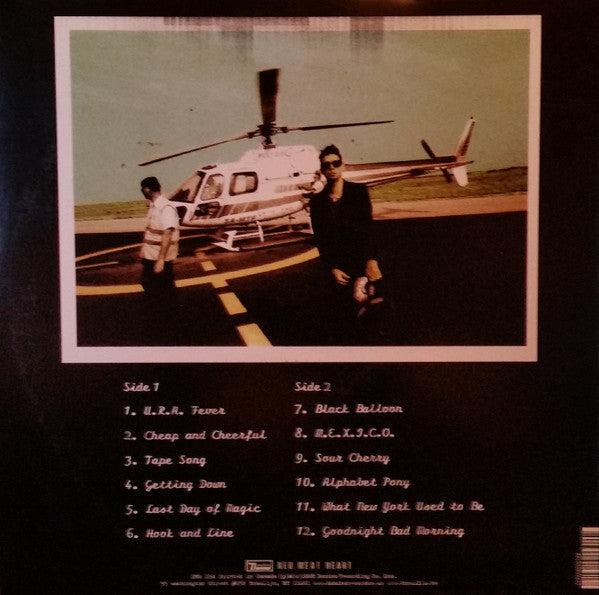 Side 1
1. U.R.A. Fever
2. Cheap and Cheerful
3. Tape Song
4. Getting Down
5. Last Day of Magic
6. Hook and Line
Side 2
7. Black Balloon
8. M.E.X.I.C.O.
9. Sour Cherry
10. Alphabet Pony
11. What New York Used to Be
12. Goodnight Bad Morning
Domino RED MEAT HEART